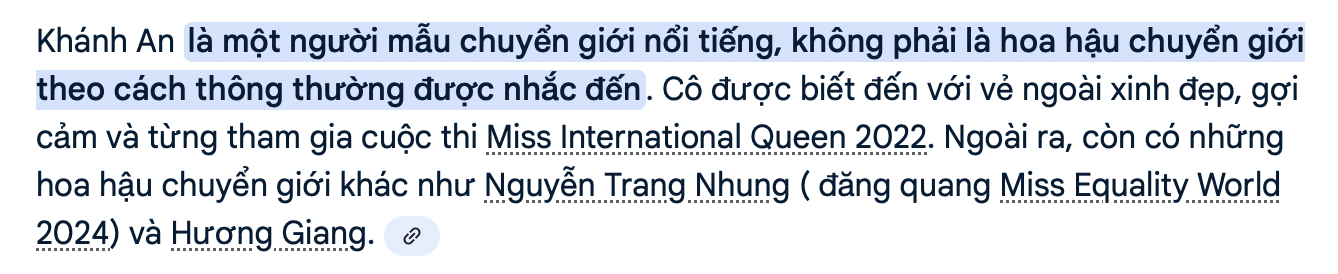 Khánh An là một người mẫu chuyển giới nổi tiếng, không phải là hoa hậu chuyển giới
theo cách thông thường được nhắc đến. Cô được biết đến với vẻ ngoài xinh đẹp, gợi
cảm và từng tham gia cuộc thi Miss International Queen 2022. Ngoài ra, còn có những
hoa hậu chuyển giới khác như Nguyễn Trang Nhung ( đăng quang Miss Equality World
2024) và Hương Giang.